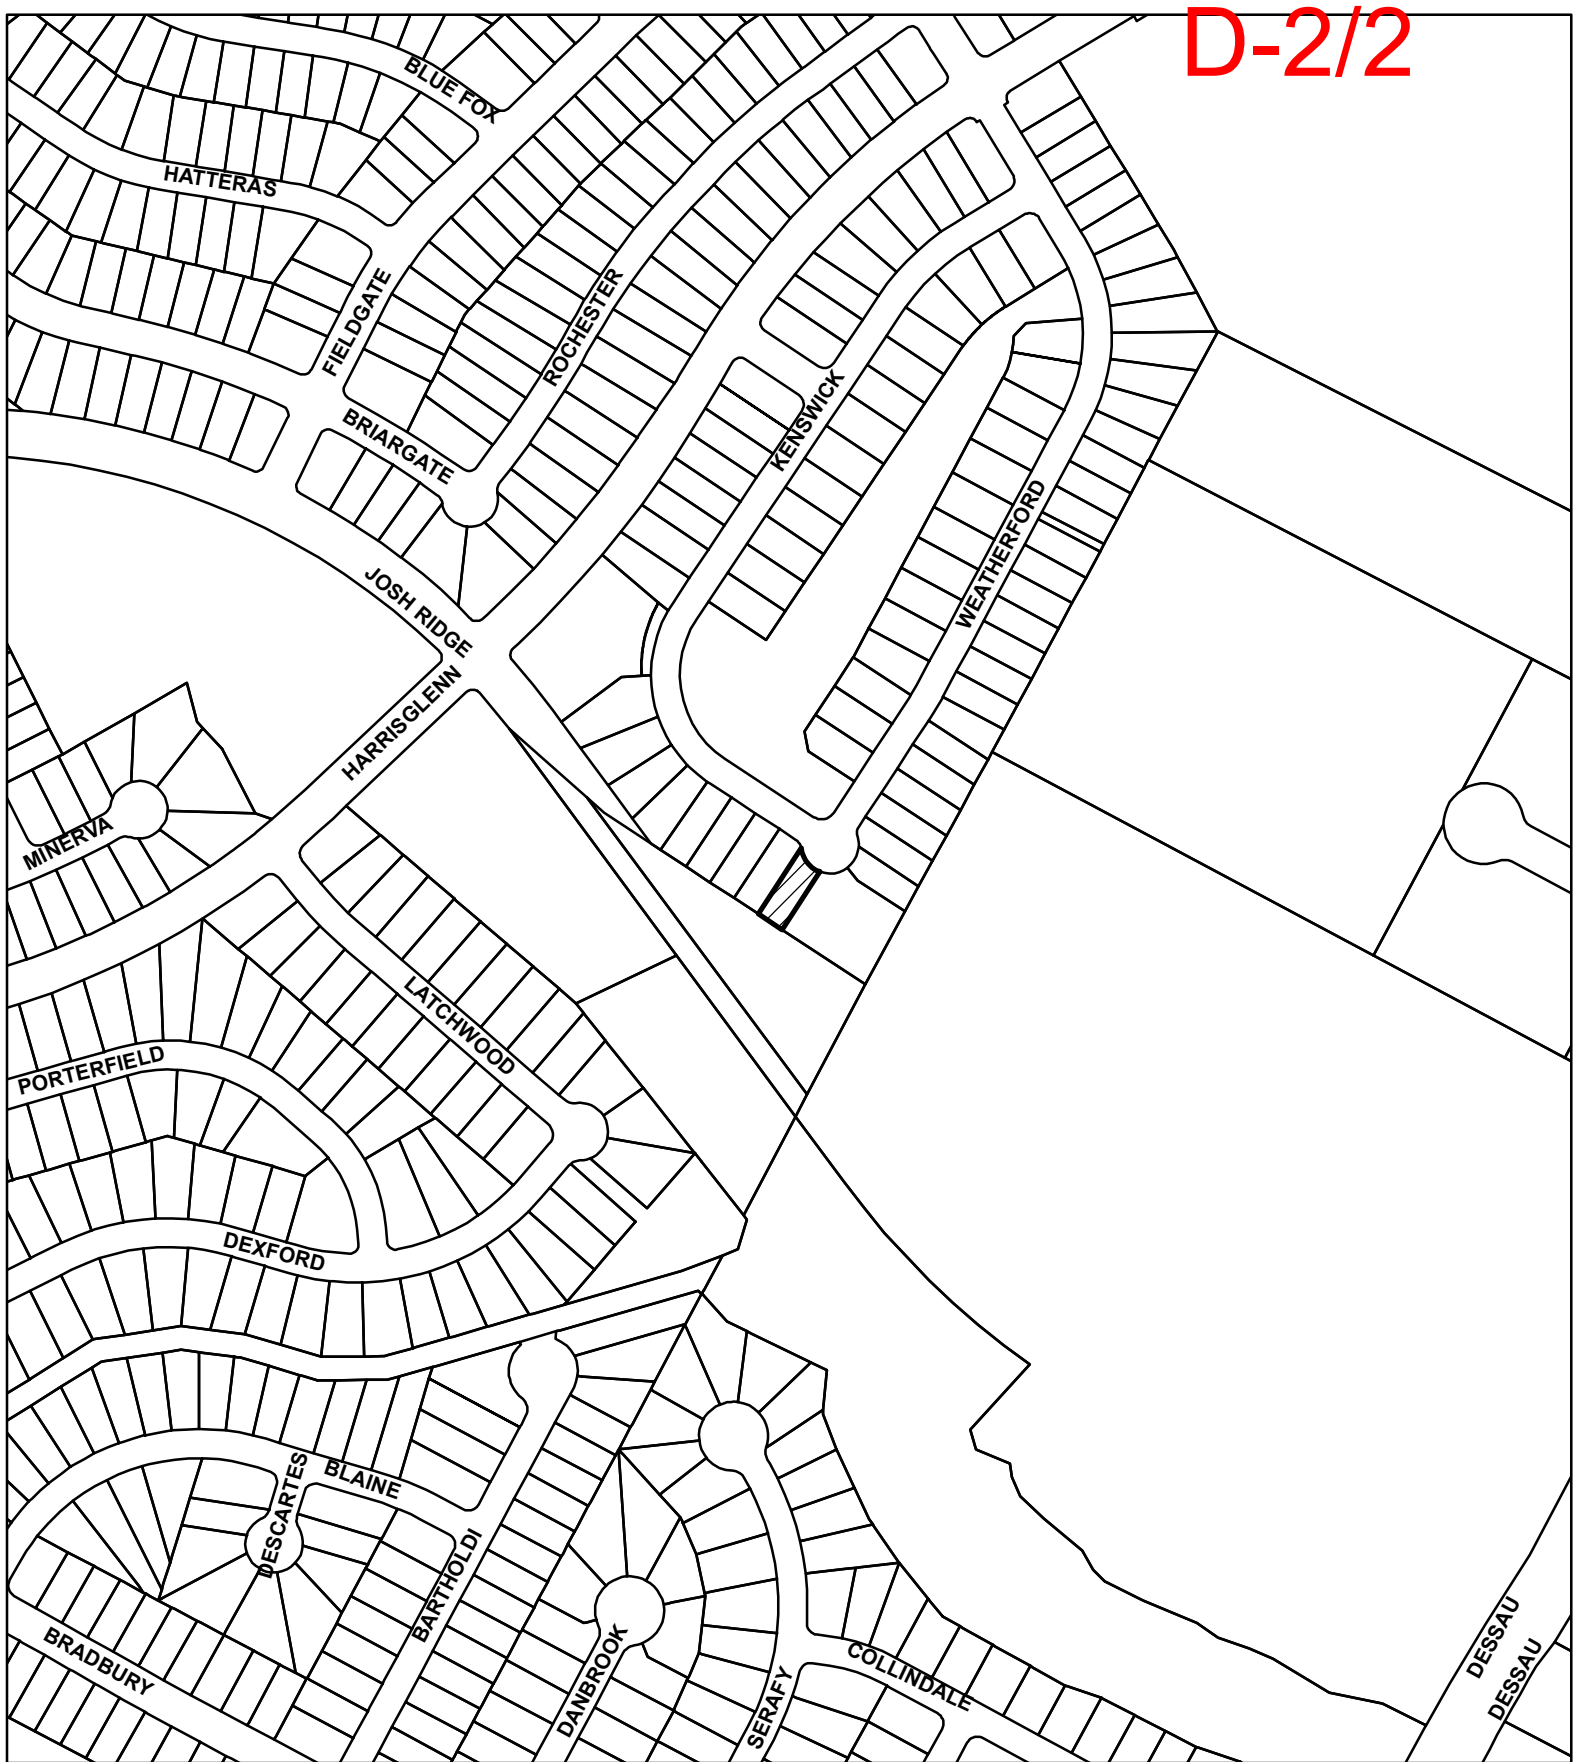 D-2/2
BLUE FOX
HATTERAS
FIELDGATE
ROCHESTER
BRIARGATE
KENSWICK
WEATHERFORD
JOSH RIDGE
HARRISGLENN
MINERVA
LATCHWOOD
PORTERFIELD
DEXFORD
BLAINE
DESCARTES
BARTHOLDI
BRADBURY
DANBROOK
SERAFY
COLLINDALE
DESSAU
DESSAU